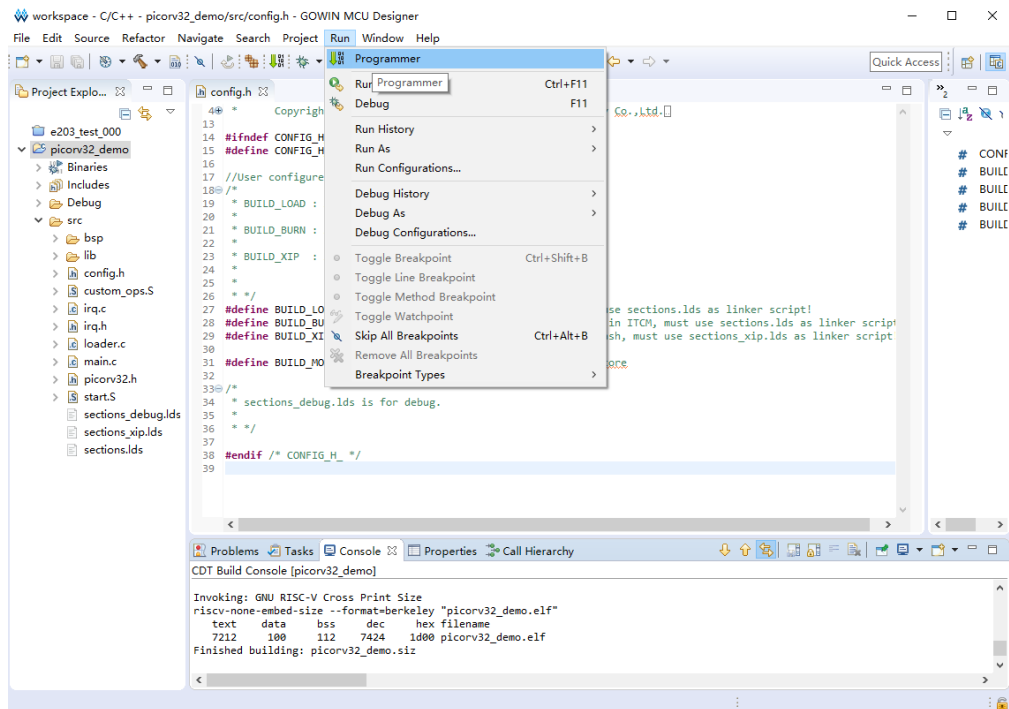 workspace - C/C++ - picorv32_demo/src/config.h - GOWIN MCU Designer
File Edit Source Refactor Navigate Search Project Run Window Help
Quick Access
Programmer
Programmer
Run Ctrl+F11
Debug F11
Run History
Run As
Run Configurations...
Debug History
Debug As
Debug Configurations...
Toggle Breakpoint Ctrl+Shift+B
Toggle Line Breakpoint
Toggle Method Breakpoint
Toggle Watchpoint
Skip All Breakpoints Ctrl+Alt+B
Remove All Breakpoints
Breakpoint Types
Project Explo...
e203_test_000
picorv32_demo
Binaries
Includes
Debug
src
bsp
lib
config.h
custom_ops.S
irq.c
irq.h
loader.c
main.c
picorv32.h
start.S
sections_debug.lds
sections_xip.lds
sections.lds
config.h
4 * Copyrigh Co.,Ltd.
13
14 #ifndef CONFIG_H
15 #define CONFIG_H
16
17 //User configure
18 /*
19 * BUILD_LOAD :
20 *
21 * BUILD_BURN :
22 *
23 * BUILD_XIP :
24 *
25 *
26 * */
27 #define BUILD_LO se sections.lds as linker script!
28 #define BUILD_BU in ITCM, must use sections.lds as linker script
29 #define BUILD_XI sh, must use sections_xip.lds as linker script
30
31 #define BUILD_MO ore
32
33 /*
34 * sections_debug.lds is for debug.
35 *
36 * */
37
38 #endif /* CONFIG_H_ */
39
2
# CONF
# BUILD
# BUILD
# BUILD
# BUILD
Problems Tasks Console Properties Call Hierarchy
CDT Build Console [picorv32_demo]
Invoking: GNU RISC-V Cross Print Size
riscv-none-embed-size --format=berkeley "picorv32_demo.elf"
text data bss dec hex filename
7212 100 112 7424 1d00 picorv32_demo.elf
Finished building: picorv32_demo.siz